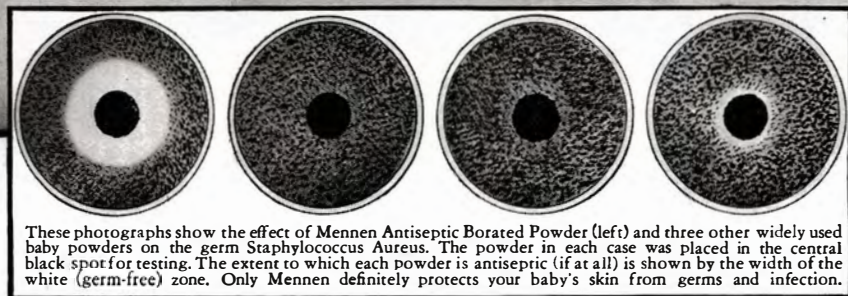 These photographs show the effect of Mennen Antiseptic Borated Powder (left) and three other widely used
baby powders on the germ Staphylococcus Aureus. The powder in each case was placed in the central
black spot for testing. The extent to which each powder is antiseptic (if at all) is shown by the width of the
white (germ-free) zone. Only Mennen definitely protects your baby's skin from germs and infection.